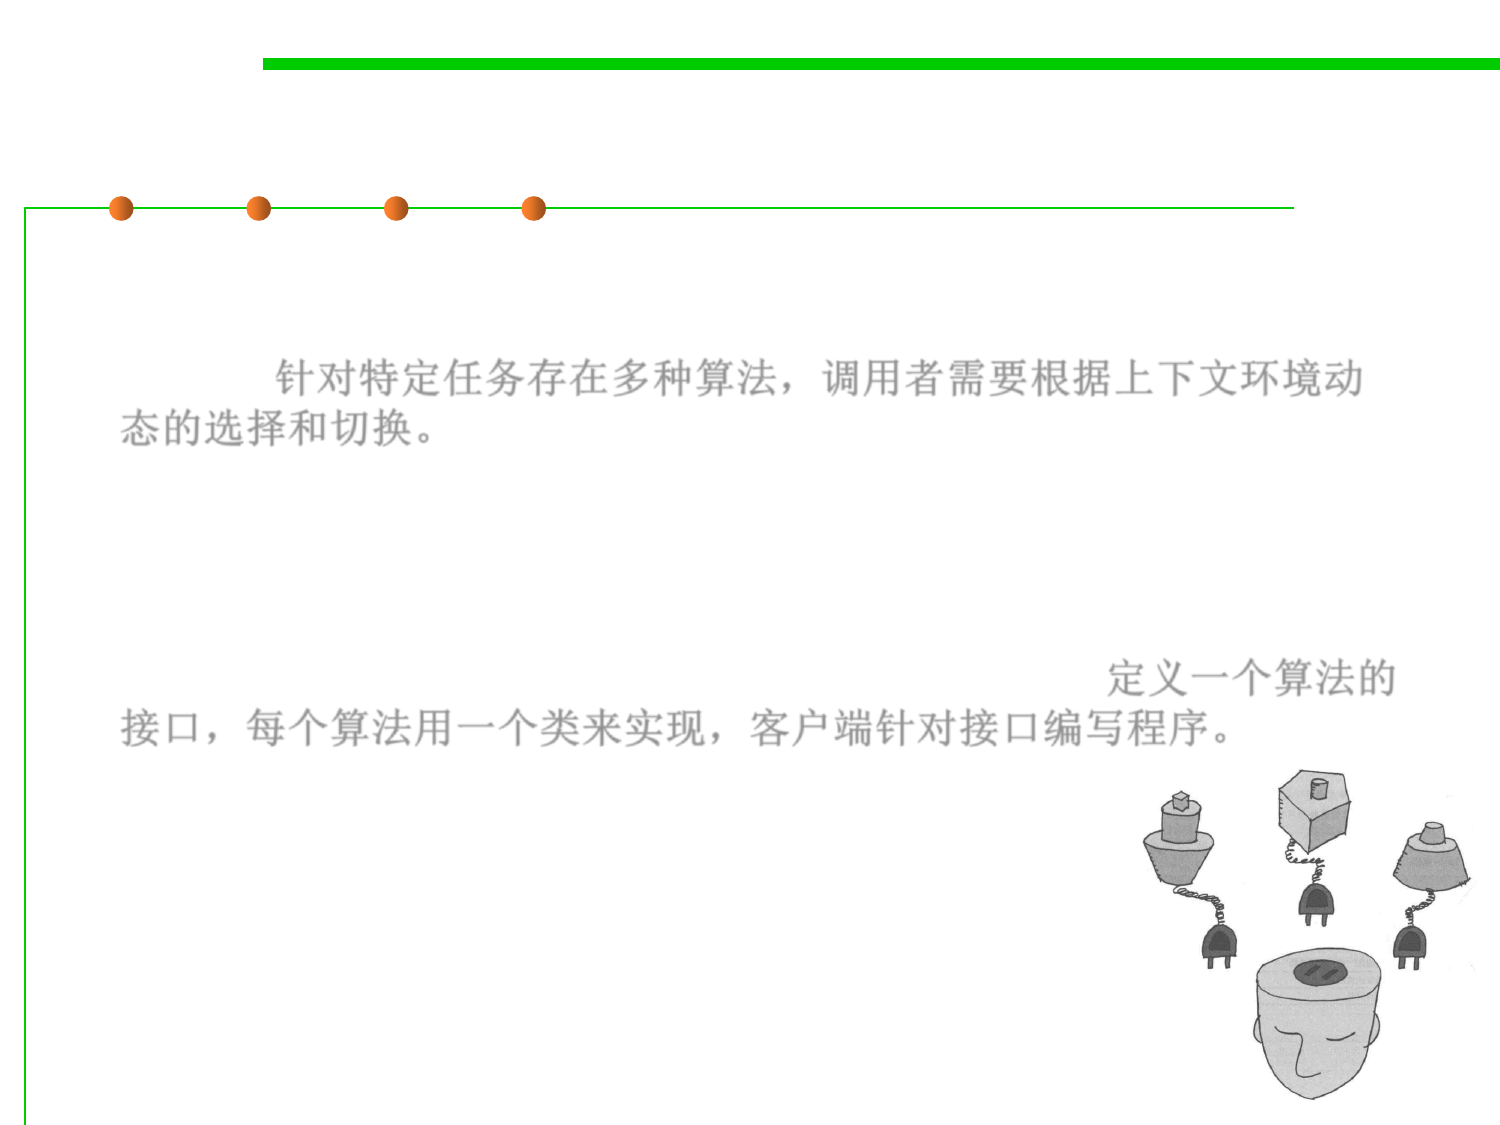 针对特定任务存在多种算法，调用者需要根据上下文环境动
态的选择和切换。
定义一个算法的
接口，每个算法用一个类来实现，客户端针对接口编写程序。